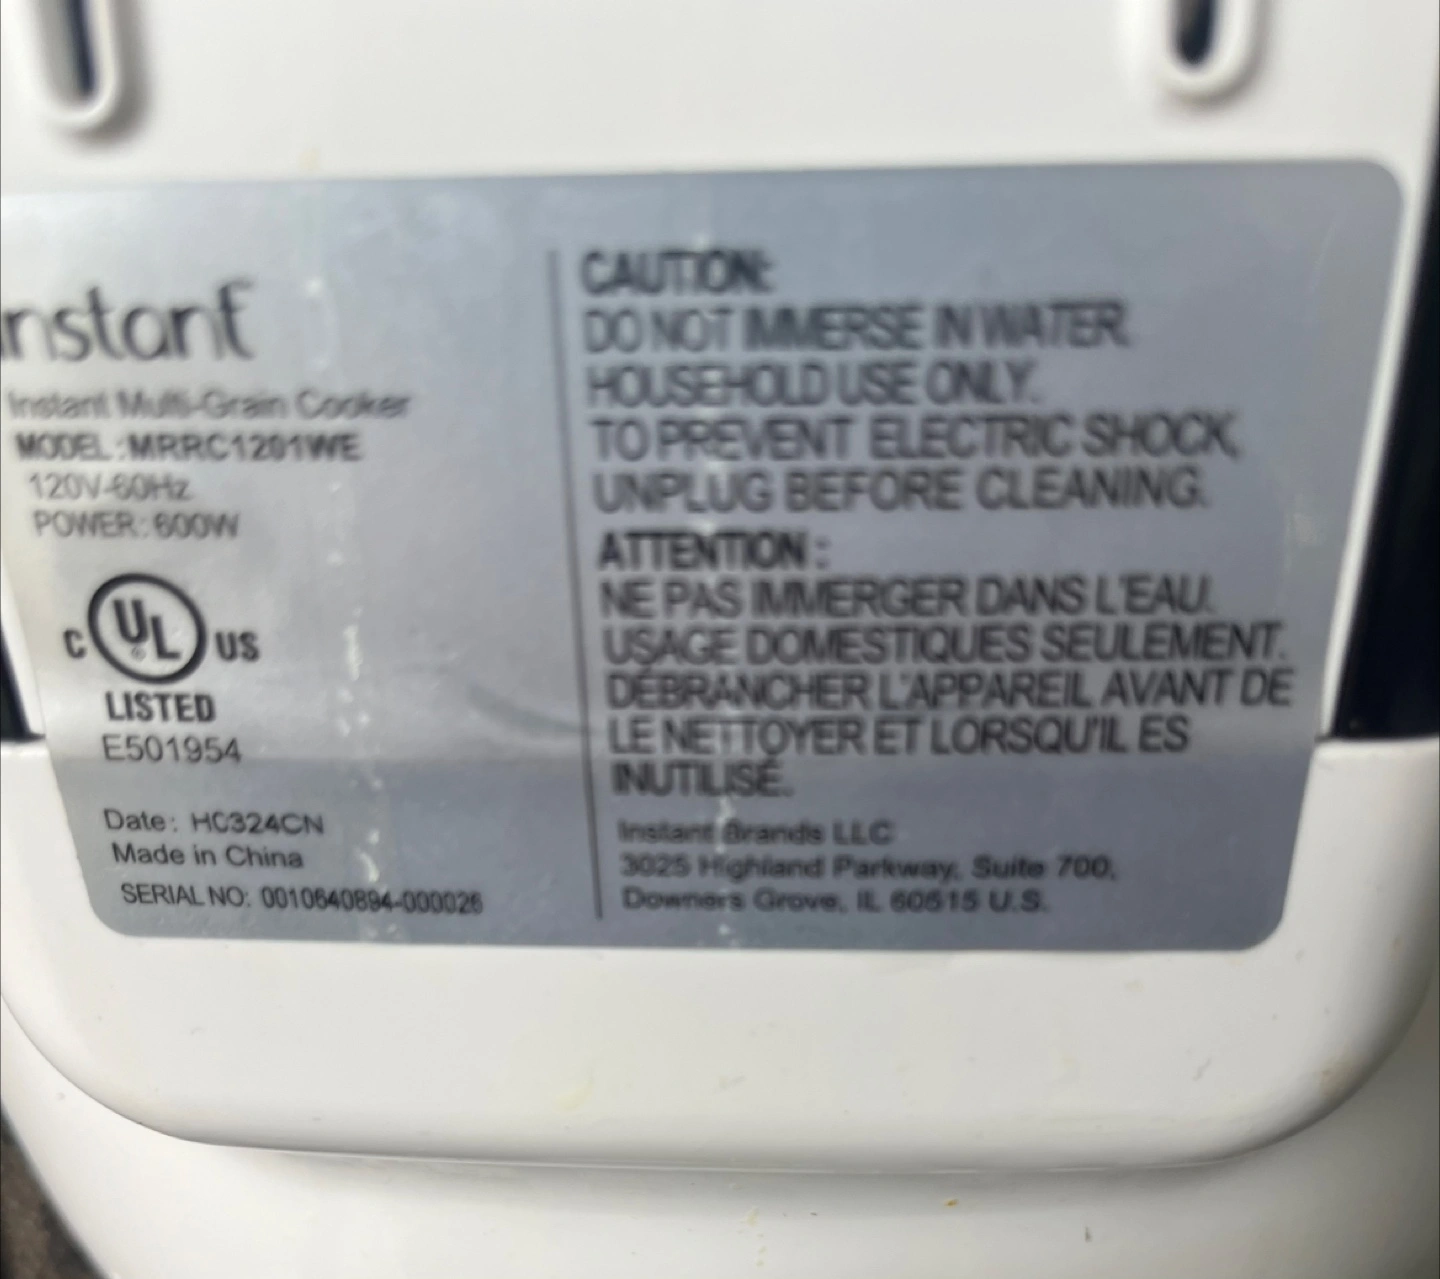 Instant
Instant Multi-Grain Cooker
MODEL: MRRC1201WE
120V-60Hz
POWER: 600W
C UL US
LISTED
E501954
Date: HC324CN
Made in China
SERIAL NO: 0010640894-000026
CAUTION:
DO NOT IMMERSE IN WATER.
HOUSEHOLD USE ONLY.
TO PREVENT ELECTRIC SHOCK,
UNPLUG BEFORE CLEANING.
ATTENTION :
NE PAS IMMERGER DANS L'EAU.
USAGE DOMESTIQUES SEULEMENT.
DÉBRANCHER L'APPAREIL AVANT DE
LE NETTOYER ET LORSQU'IL ES
INUTILISÉ.
Instant Brands LLC
3025 Highland Parkway, Suite 700,
Downers Grove, IL 60515 U.S.